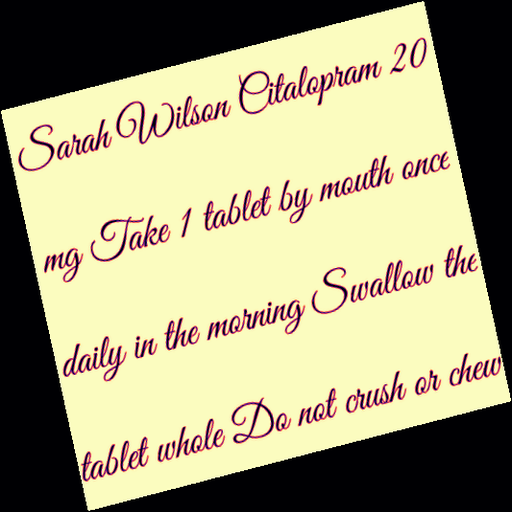 Sarah Wilson Citalopram 20
mg Take 1 tablet by mouth once
daily in the morning Swallow the
tablet whole Do not crush or chew